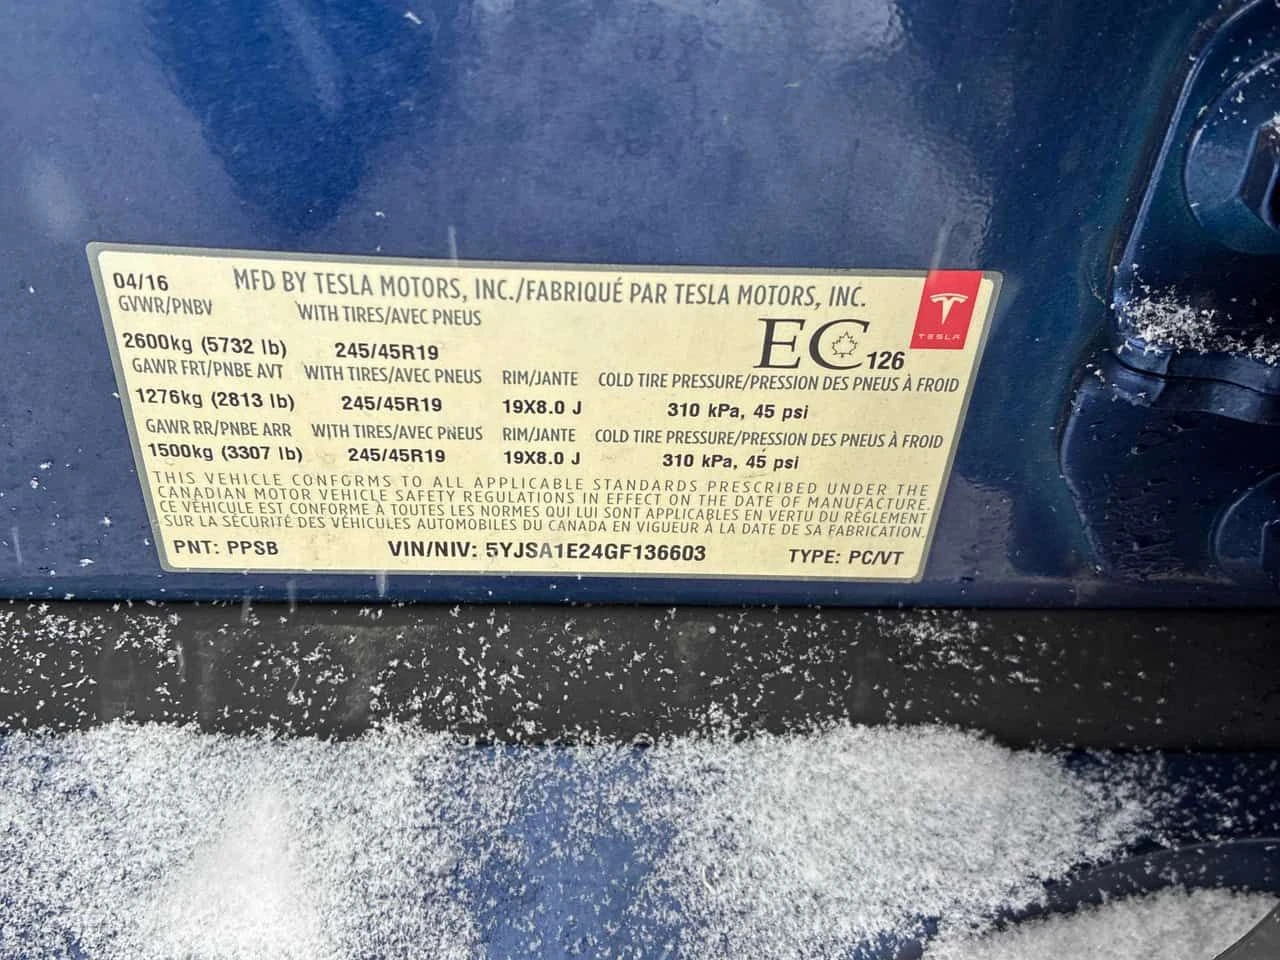 04/16 MFD BY TESLA MOTORS, INC./FABRIQUÉ PAR TESLA MOTORS, INC.
GVWR/PNBV WITH TIRES/AVEC PNEUS
TESLA
2600kg (5732 lb) 245/45R19 EC 126
GAWR FRT/PNBE AVT WITH TIRES/AVEC PNEUS RIM/JANTE COLD TIRE PRESSURE/PRESSION DES PNEUS À FROID
1276kg (2813 lb) 245/45R19 19X8.0 J 310 kPa, 45 psi
GAWR RR/PNBE ARR WITH TIRES/AVEC PNEUS RIM/JANTE COLD TIRE PRESSURE/PRESSION DES PNEUS À FROID
1500kg (3307 lb) 245/45R19 19X8.0 J 310 kPa, 45 psi
THIS VEHICLE CONFORMS TO ALL APPLICABLE STANDARDS PRESCRIBED UNDER THE
CANADIAN MOTOR VEHICLE SAFETY REGULATIONS IN EFFECT ON THE DATE OF MANUFACTURE.
CE VÉHICULE EST CONFORME À TOUTES LES NORMES QUI LUI SONT APPLICABLES EN VERTU DU RÈGLEMENT
SUR LA SÉCURITÉ DES VÉHICULES AUTOMOBILES DU CANADA EN VIGUEUR À LA DATE DE SA FABRICATION.
PNT: PPSB VIN/NIV: 5YJSA1E24GF136603 TYPE: PC/VT